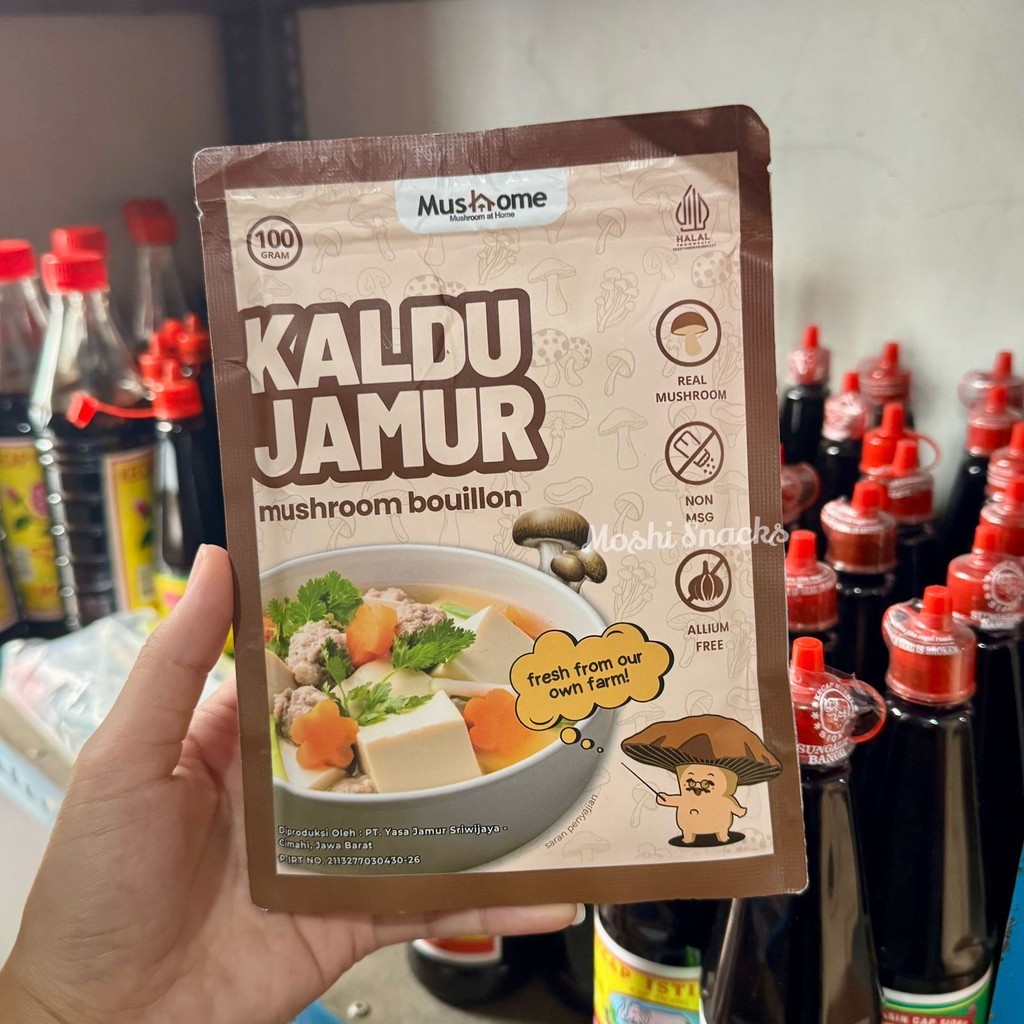 MusHome
Mushroom at Home
100
GRAM
HALAL
INDONESIA
KALDU
JAMUR
mushroom bouillon
REAL
MUSHROOM
NON
MSG
Moshi Snacks
ALLIUM
FREE
fresh from our
own farm!
saran penyajian
Diproduksi Oleh : PT. Yasa Jamur Sriwijaya -
Cimahi, Jawa Barat
P-IRT NO. 2113277030430-26
ISTI